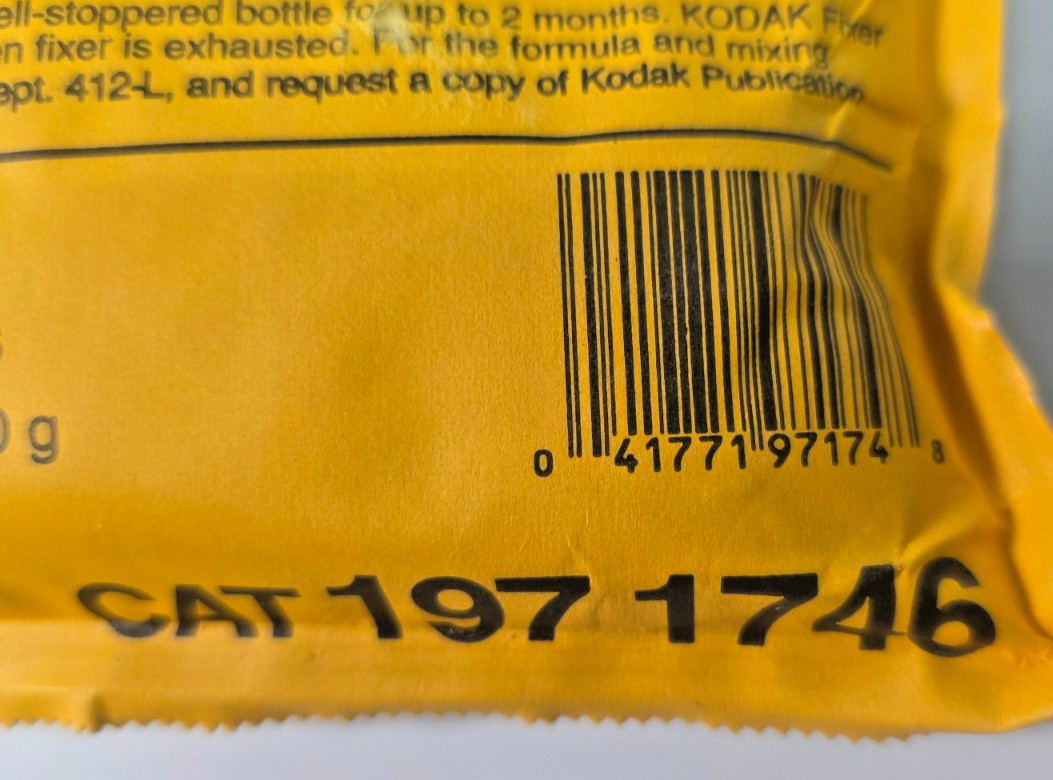 ell-stoppered bottle for up to 2 months. KODAK Fixer
n fixer is exhausted. For the formula and mixing
ept. 412-L, and request a copy of Kodak Publication
0 g
0 41771 97174 8
CAT 197 1746